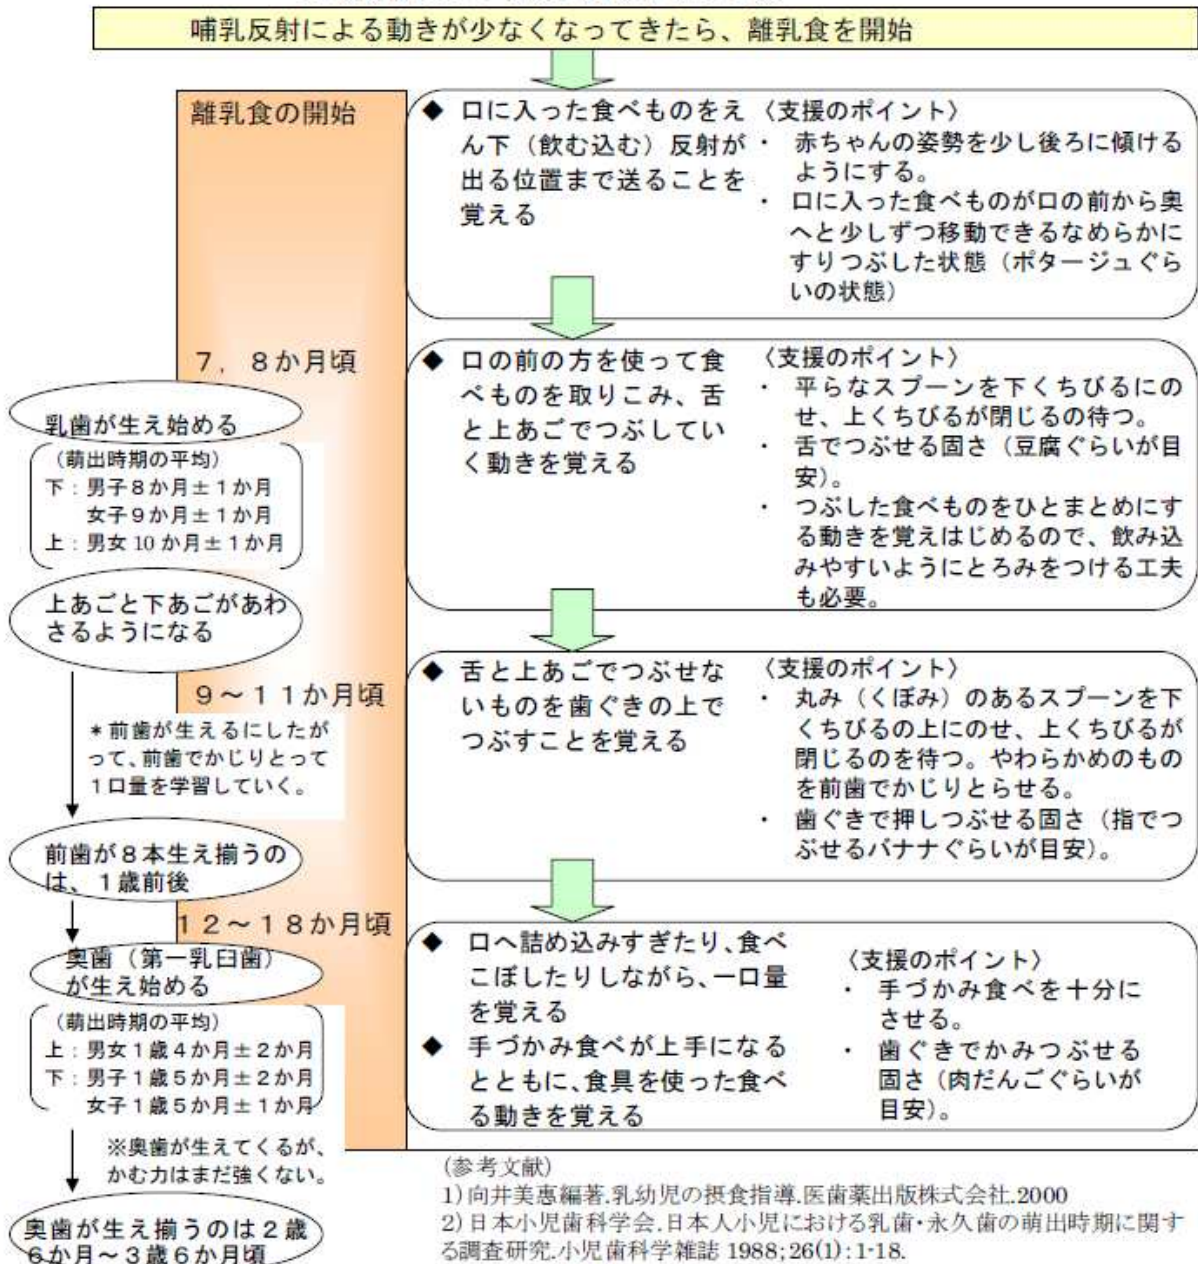 哺乳反射による動きが少なくなってきたら、離乳食を開始
離乳食の開始
◆ 口に入った食べものをえ
ん下（飲む込む）反射が
出る位置まで送ることを
覚える
〈支援のポイント〉
・ 赤ちゃんの姿勢を少し後ろに傾ける
ようにする。
・ 口に入った食べものが口の前から奥
へと少しずつ移動できるなめらかに
すりつぶした状態（ポタージュぐら
いの状態）
７，８か月頃
◆ 口の前の方を使って食
べものを取りこみ、舌
と上あごでつぶしてい
く動きを覚える
〈支援のポイント〉
・ 平らなスプーンを下くちびるにの
せ、上くちびるが閉じるの待つ。
・ 舌でつぶせる固さ（豆腐ぐらいが目
安）。
・ つぶした食べものをひとまとめにす
る動きを覚えはじめるので、飲み込
みやすいようにとろみをつける工夫
も必要。
乳歯が生え始める
（萌出時期の平均）
下：男子８か月±１か月
女子９か月±１か月
上：男女10か月±１か月
上あごと下あごがあわ
さるようになる
９～１１か月頃
◆ 舌と上あごでつぶせな
いものを歯ぐきの上で
つぶすことを覚える
〈支援のポイント〉
・ 丸み（くぼみ）のあるスプーンを下
くちびるの上にのせ、上くちびるが
閉じるのを待つ。やわらかめのもの
を前歯でかじりとらせる。
・ 歯ぐきで押しつぶせる固さ（指でつ
ぶせるバナナぐらいが目安）。
＊前歯が生えるにしたが
って、前歯でかじりとって
１口量を学習していく。
前歯が８本生え揃うの
は、１歳前後
１２～１８か月頃
◆ 口へ詰め込みすぎたり、食べ
こぼしたりしながら、一口量
を覚える
◆ 手づかみ食べが上手になる
とともに、食具を使った食べ
る動きを覚える
〈支援のポイント〉
・ 手づかみ食べを十分に
させる。
・ 歯ぐきでかみつぶせる
固さ（肉だんごぐらいが
目安）。
奥歯（第一乳臼歯）
が生え始める
（萌出時期の平均）
上：男女１歳４か月±２か月
下：男子１歳５か月±２か月
女子１歳５か月±１か月
※奥歯が生えてくるが、
かむ力はまだ強くない。
奥歯が生え揃うのは２歳
６か月～３歳６か月頃
(参考文献)
1)向井美惠編著.乳幼児の摂食指導.医歯薬出版株式会社.2000
2)日本小児歯科学会.日本人小児における乳歯・永久歯の萌出時期に関す
る調査研究.小児歯科学雑誌 1988;26(1):1-18.